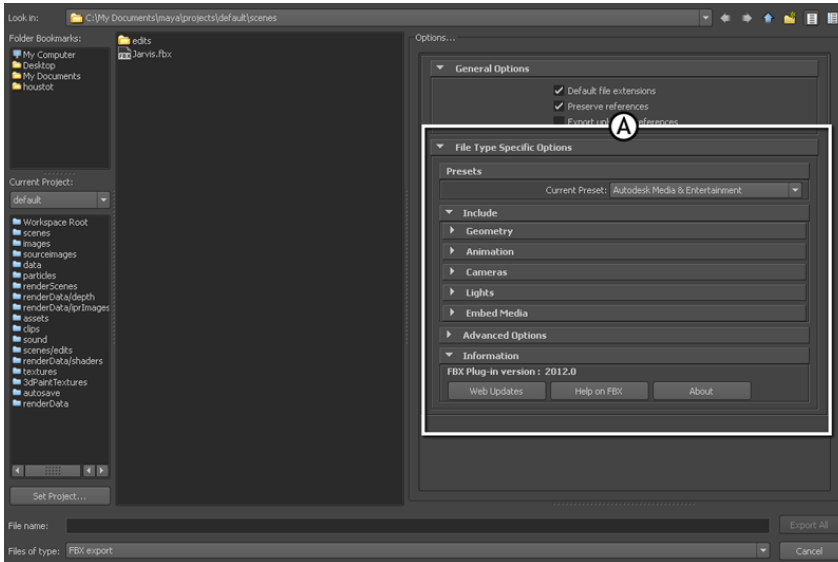 Look in:
C:\My Documents\maya\projects\default\scenes
Folder Bookmarks:
My Computer
Desktop
My Documents
houstot
Current Project:
default
Workspace Root
scenes
images
sourceimages
data
particles
renderScenes
renderData/depth
renderData/iprImages
assets
clips
sound
scenes/edits
renderData/shaders
textures
3dPaintTextures
autosave
renderData
Set Project...
edits
Jarvis.fbx
Options...
General Options
Default file extensions
Preserve references
Export references
A
File Type Specific Options
Presets
Current Preset: Autodesk Media & Entertainment
Include
Geometry
Animation
Cameras
Lights
Embed Media
Advanced Options
Information
FBX Plug-in version : 2012.0
Web Updates Help on FBX About
File name:
Export All
Files of type: FBX export
Cancel